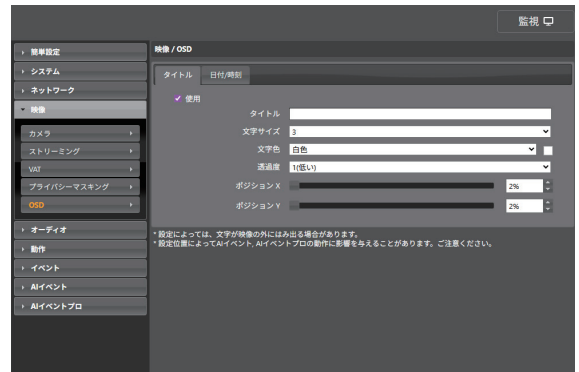 監視
簡単設定
システム
ネットワーク
映像
カメラ
ストリーミング
VAT
プライバシーマスキング
OSD
オーディオ
動作
イベント
AIイベント
AIイベントプロ
映像 / OSD
タイトル 日付/時刻
使用
タイトル
文字サイズ 3
文字色 白色
透過度 1(低い)
ポジション X 2%
ポジション Y 2%
* 設定によっては、文字が映像の外にはみ出る場合があります。
* 設定位置によってAIイベント, AIイベントプロの動作に影響を与えることがあります。ご注意ください。